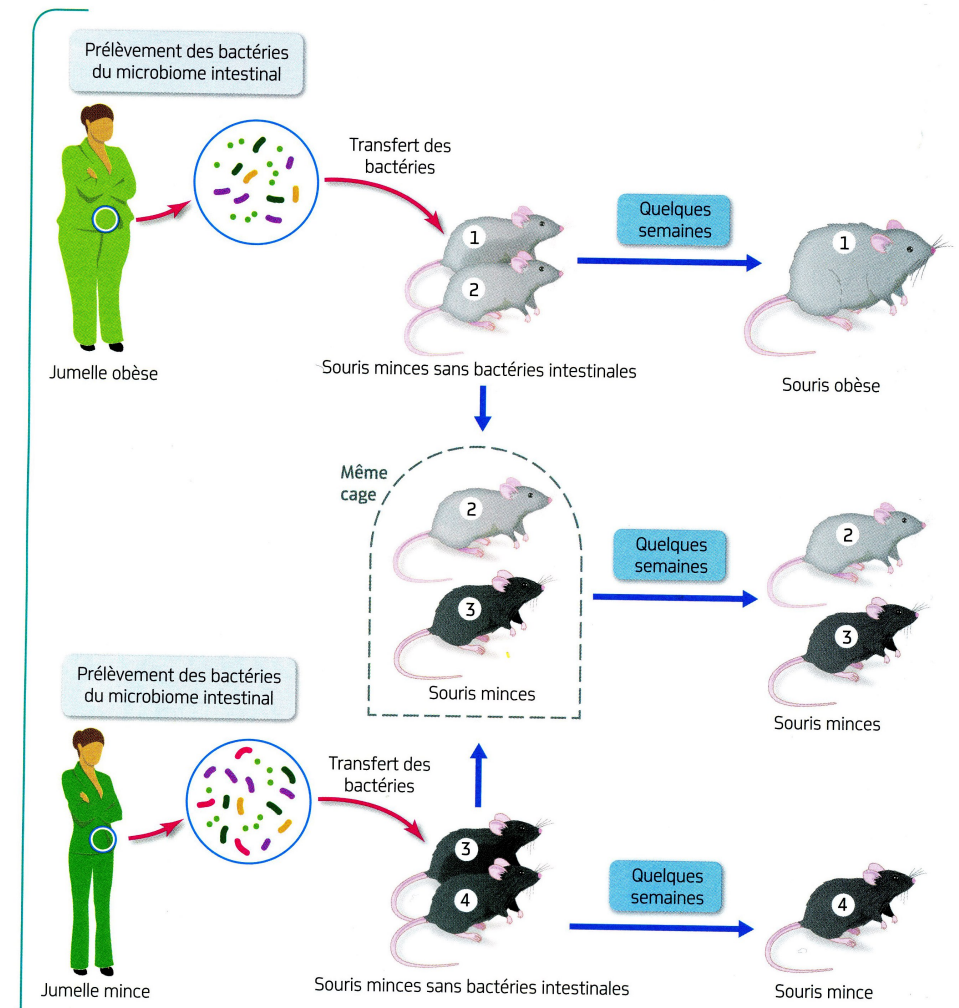 Prélèvement des bactéries
du microbiome intestinal
Transfert des
bactéries
Quelques
semaines
1
2
1
Jumelle obèse
Souris minces sans bactéries intestinales
Souris obèse
Même
cage
2
3
Souris minces
Quelques
semaines
2
3
Souris minces
Prélèvement des bactéries
du microbiome intestinal
Transfert des
bactéries
3
4
Quelques
semaines
4
Jumelle mince
Souris minces sans bactéries intestinales
Souris mince